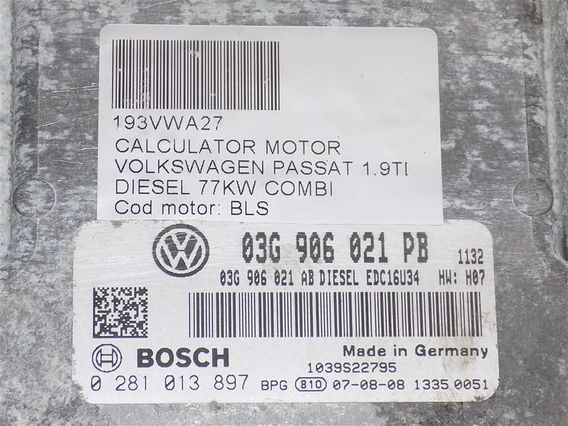 193VWA27
CALCULATOR MOTOR
VOLKSWAGEN PASSAT 1.9TI
DIESEL 77KW COMBI
Cod motor: BLS
03G 906 021 PB 1132
03G 906 021 AB DIESEL EDC16U34 HW: H07
BOSCH Made in Germany
1039S22795
0 281 013 897 BPG 810 07-08-08 1335 0051